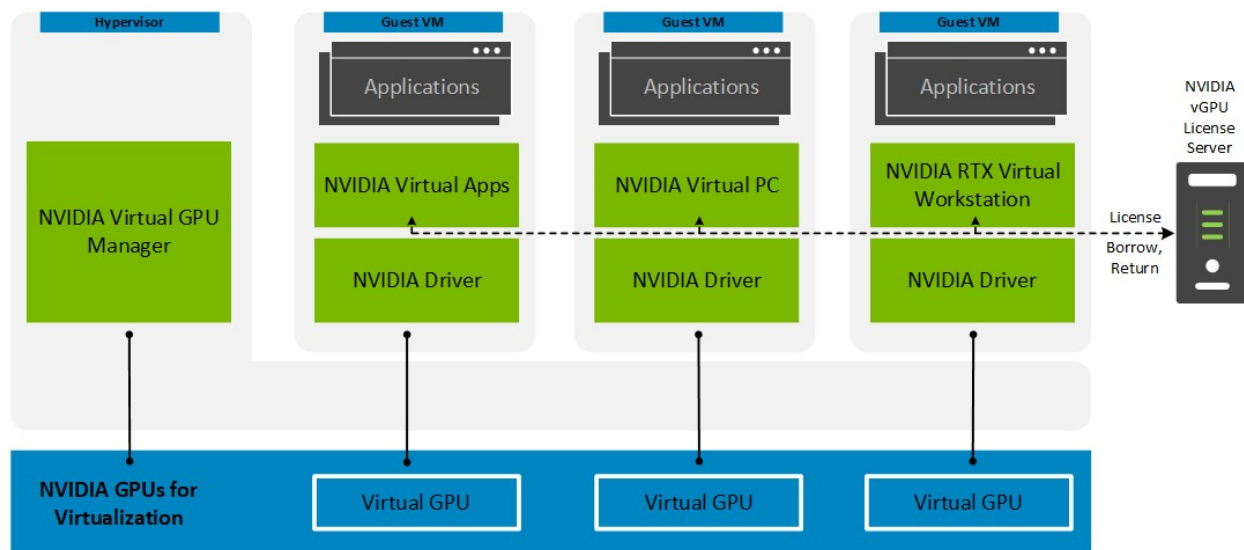 Hypervisor
Guest VM
Guest VM
Guest VM
Applications
Applications
Applications
NVIDIA
vGPU
License
Server
NVIDIA Virtual GPU
Manager
NVIDIA Virtual Apps
NVIDIA Virtual PC
NVIDIA RTX Virtual
Workstation
License
Borrow,
Return
NVIDIA Driver
NVIDIA Driver
NVIDIA Driver
NVIDIA GPUs for
Virtualization
Virtual GPU
Virtual GPU
Virtual GPU